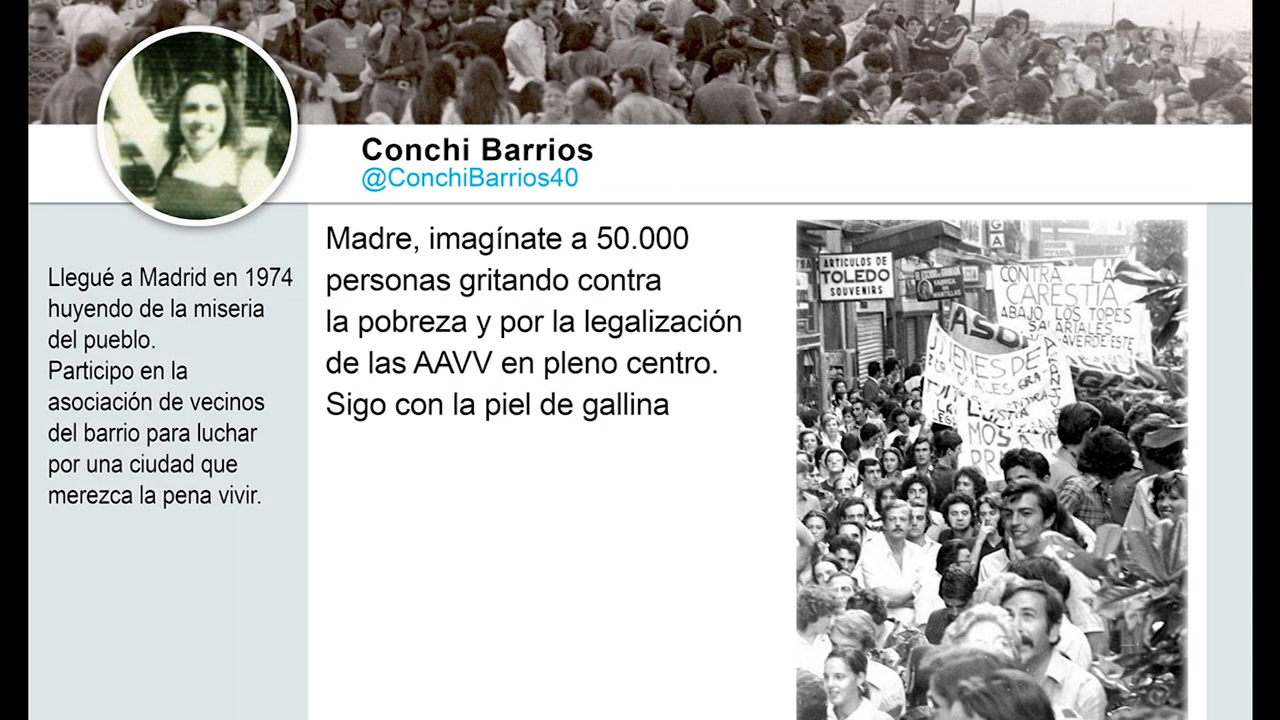 Conchi Barrios
@ConchiBarrios40
Llegué a Madrid en 1974
huyendo de la miseria
del pueblo.
Participo en la
asociación de vecinos
del barrio para luchar
por una ciudad que
merezca la pena vivir.
Madre, imagínate a 50.000
personas gritando contra
la pobreza y por la legalización
de las AAVV en pleno centro.
Sigo con la piel de gallina
ARTICULOS DE
TOLEDO
SOUVENIRS
CONTRA LA
CARESTIA
ABAJO LOS TOPES
SALARIALES